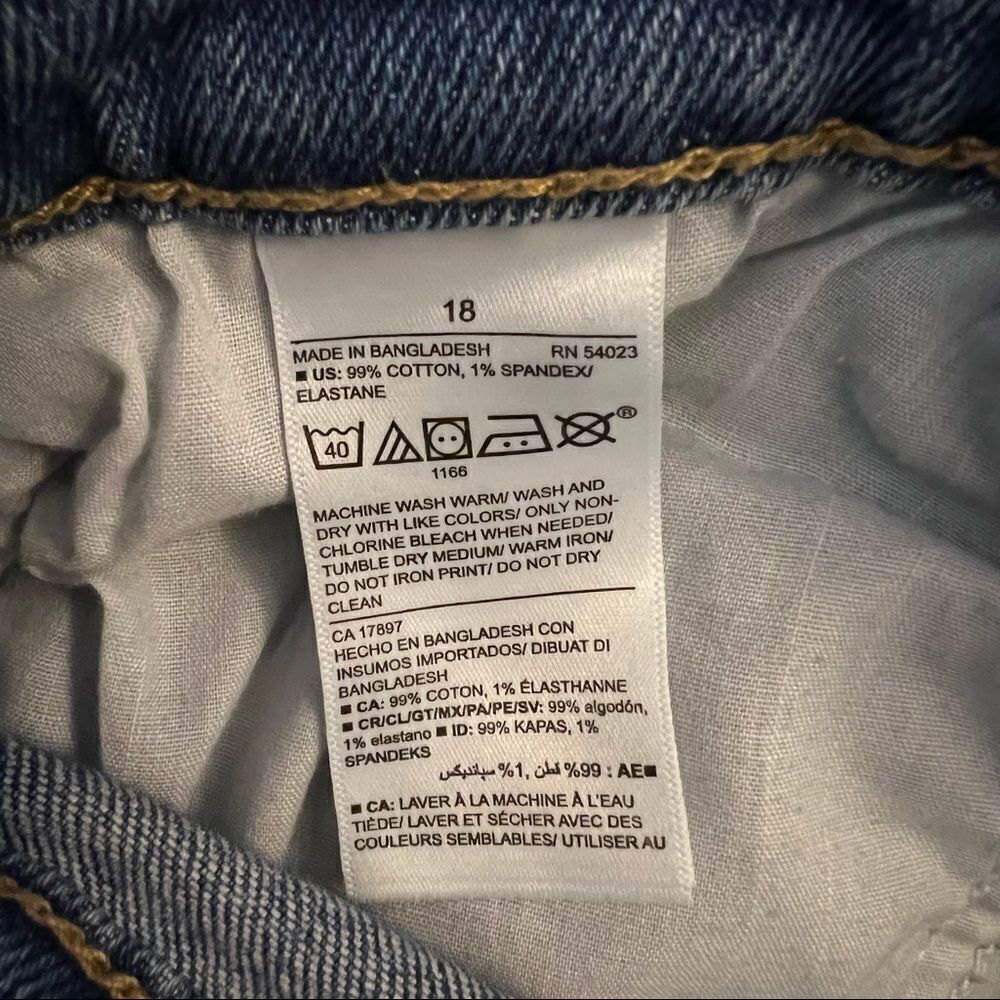 18
MADE IN BANGLADESH RN 54023
■ US: 99% COTTON, 1% SPANDEX/
ELASTANE
40 ®
1166
MACHINE WASH WARM/ WASH AND
DRY WITH LIKE COLORS/ ONLY NON-
CHLORINE BLEACH WHEN NEEDED/
TUMBLE DRY MEDIUM/ WARM IRON/
DO NOT IRON PRINT/ DO NOT DRY
CLEAN
CA 17897
HECHO EN BANGLADESH CON
INSUMOS IMPORTADOS/ DIBUAT DI
BANGLADESH
■ CA: 99% COTON, 1% ÉLASTHANNE
■ CR/CL/GT/MX/PA/PE/SV: 99% algodón,
1% elastano ■ ID: 99% KAPAS, 1%
SPANDEKS
■AE : 99% قطن, 1% سپاندیکس
■ CA: LAVER À LA MACHINE À L'EAU
TIÈDE/ LAVER ET SÉCHER AVEC DES
COULEURS SEMBLABLES/ UTILISER AU